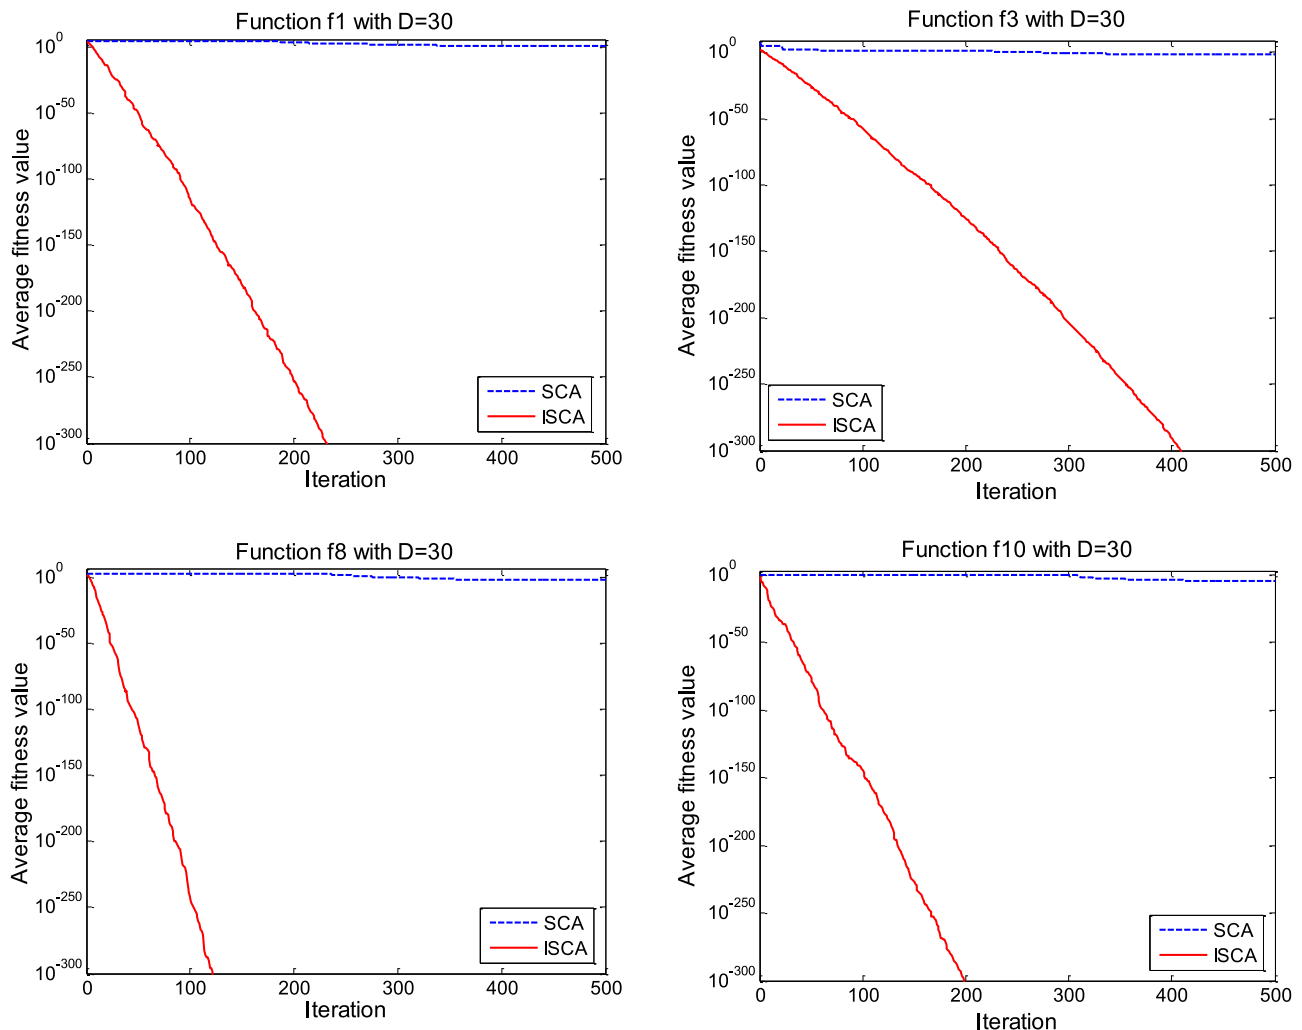 Function f1 with D=30
Average fitness value
10^0
10^-50
10^-100
10^-150
10^-200
10^-250
10^-300
0 100 200 300 400 500
Iteration
SCA
ISCA
Function f3 with D=30
Average fitness value
10^0
10^-50
10^-100
10^-150
10^-200
10^-250
10^-300
0 100 200 300 400 500
Iteration
SCA
ISCA
Function f8 with D=30
Average fitness value
10^0
10^-50
10^-100
10^-150
10^-200
10^-250
10^-300
0 100 200 300 400 500
Iteration
SCA
ISCA
Function f10 with D=30
Average fitness value
10^0
10^-50
10^-100
10^-150
10^-200
10^-250
10^-300
0 100 200 300 400 500
Iteration
SCA
ISCA